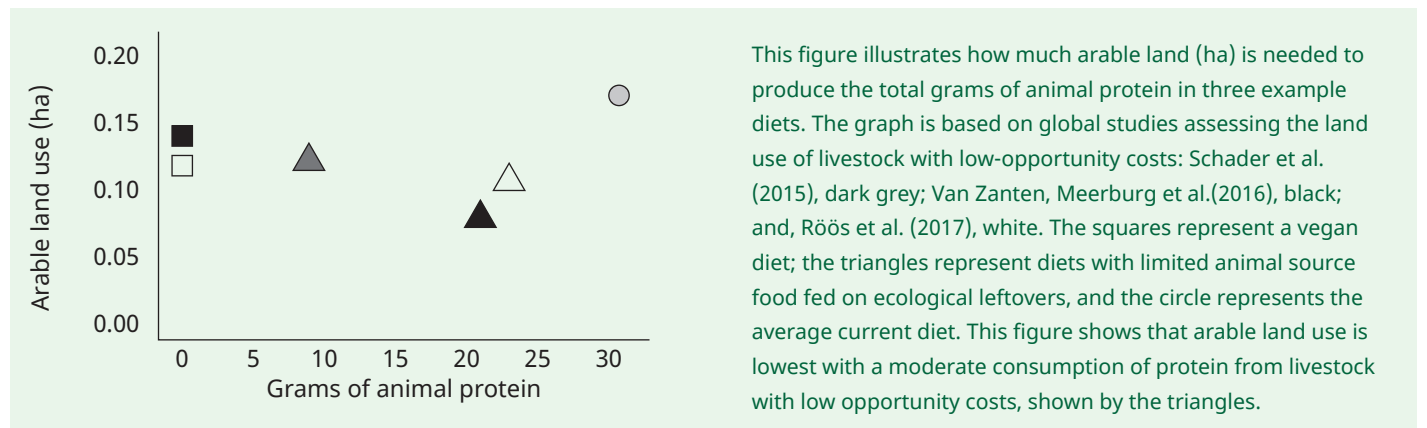 0.20
0.15
0.10
0.05
0.00
Arable land use (ha)
0 5 10 15 20 25 30
Grams of animal protein
This figure illustrates how much arable land (ha) is needed to
produce the total grams of animal protein in three example
diets. The graph is based on global studies assessing the land
use of livestock with low-opportunity costs: Schader et al.
(2015), dark grey; Van Zanten, Meerburg et al.(2016), black;
and, Röös et al. (2017), white. The squares represent a vegan
diet; the triangles represent diets with limited animal source
food fed on ecological leftovers, and the circle represents the
average current diet. This figure shows that arable land use is
lowest with a moderate consumption of protein from livestock
with low opportunity costs, shown by the triangles.